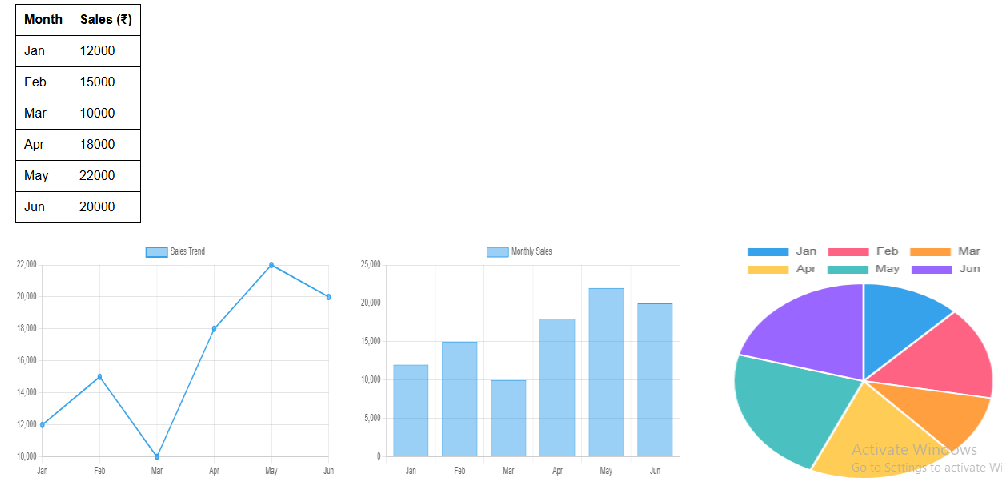 Month Sales (₹)
Jan 12000
Feb 15000
Mar 10000
Apr 18000
May 22000
Jun 20000
Sales Trend
22,000
20,000
18,000
16,000
14,000
12,000
10,000
Jan Feb Mar Apr May Jun
Monthly Sales
25,000
20,000
15,000
10,000
5,000
0
Jan Feb Mar Apr May Jun
Jan Feb Mar
Apr May Jun
Activate Windows
Go to Settings to activate Wi